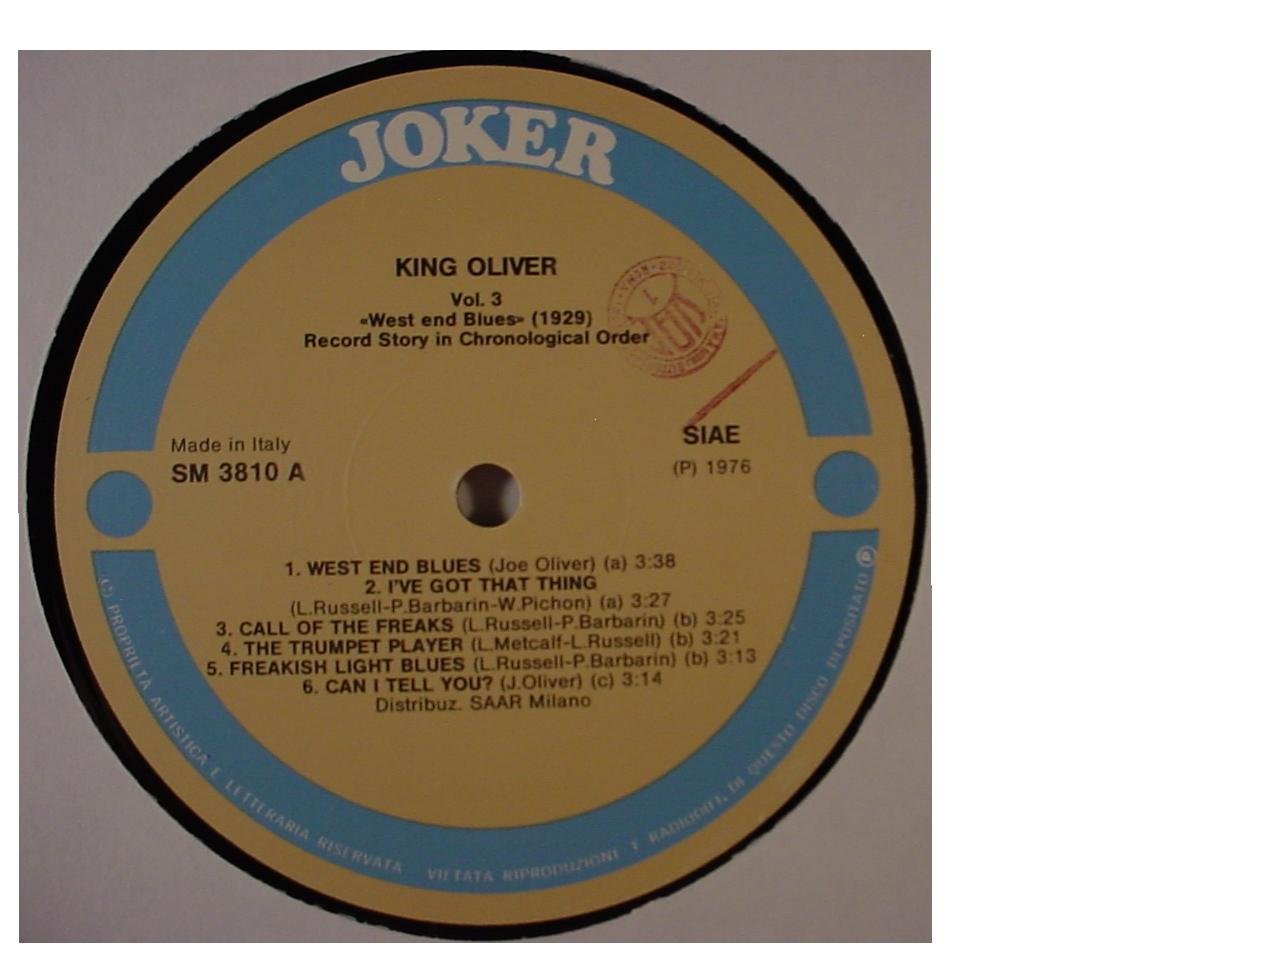 JOKER
KING OLIVER
Vol. 3
«West end Blues» (1929)
Record Story in Chronological Order
Made in Italy
SM 3810 A
SIAE
(P) 1976
1. WEST END BLUES (Joe Oliver) (a) 3:38
2. I'VE GOT THAT THING
(L.Russell-P.Barbarin-W.Pichon) (a) 3:27
3. CALL OF THE FREAKS (L.Russell-P.Barbarin) (b) 3:25
4. THE TRUMPET PLAYER (L.Metcalf-L.Russell) (b) 3:21
5. FREAKISH LIGHT BLUES (L.Russell-P.Barbarin) (b) 3:13
6. CAN I TELL YOU? (J.Oliver) (c) 3:14
Distribuz. SAAR Milano
(C) PROPRIETA ARTISTICA E LETTERARIA RISERVATA VIETATA RIPRODUZIONE E RADIODIF. DI QUESTO DISCO DEPOSITATO (P)